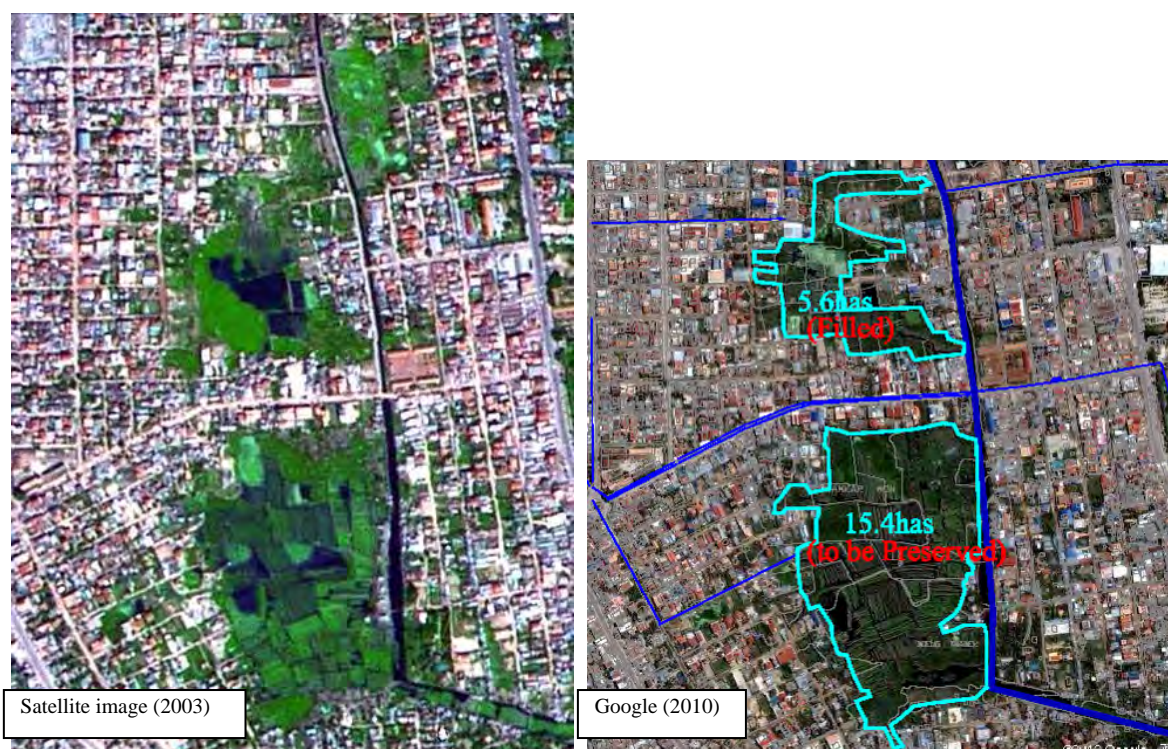 Satellite image (2003)
5.6has
(Filled)
15.4has
(to be Preserved)
Google (2010)